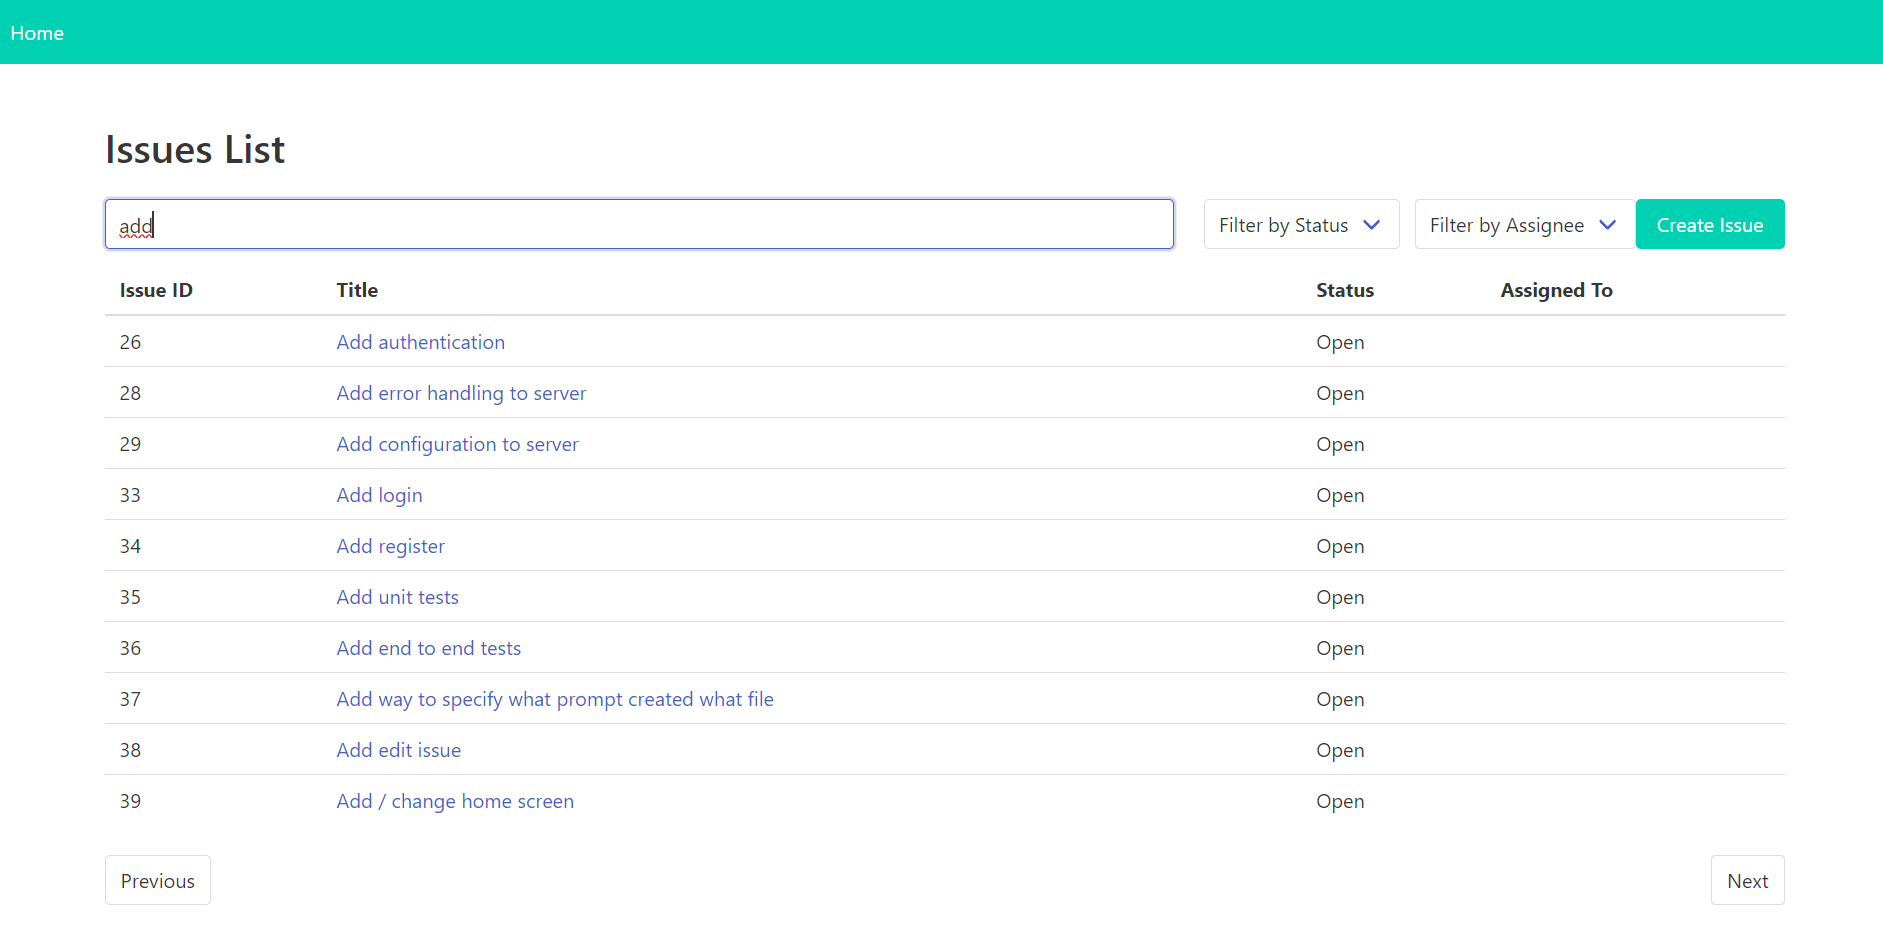 Home
Issues List
add Filter by Status Filter by Assignee Create Issue
Issue ID Title Status Assigned To
26 Add authentication Open
28 Add error handling to server Open
29 Add configuration to server Open
33 Add login Open
34 Add register Open
35 Add unit tests Open
36 Add end to end tests Open
37 Add way to specify what prompt created what file Open
38 Add edit issue Open
39 Add / change home screen Open
Previous Next